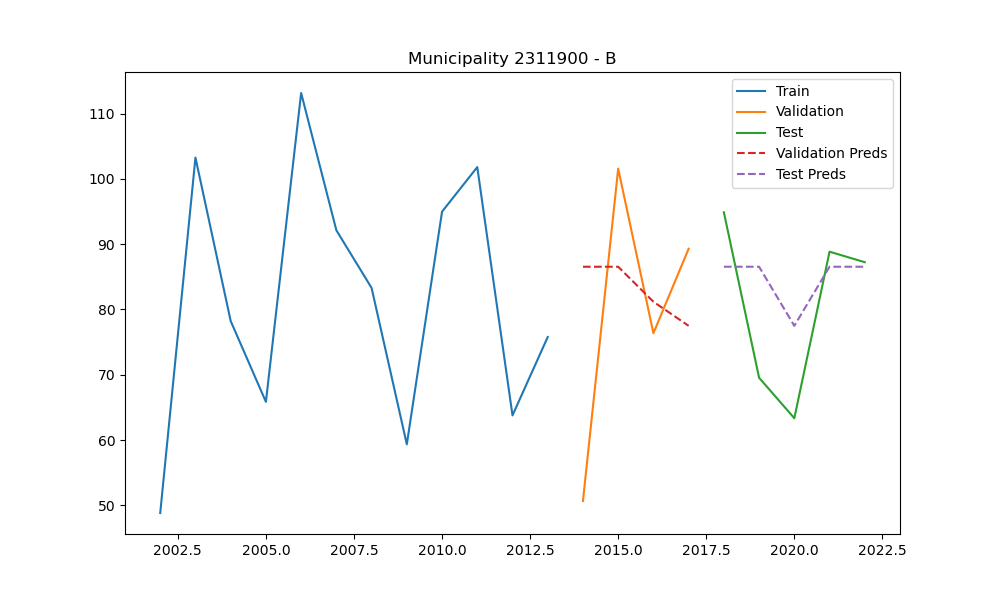 Municipality 2311900 - B
Train
Validation
Test
Validation Preds
Test Preds
110
100
90
80
70
60
50
2002.5 2005.0 2007.5 2010.0 2012.5 2015.0 2017.5 2020.0 2022.5